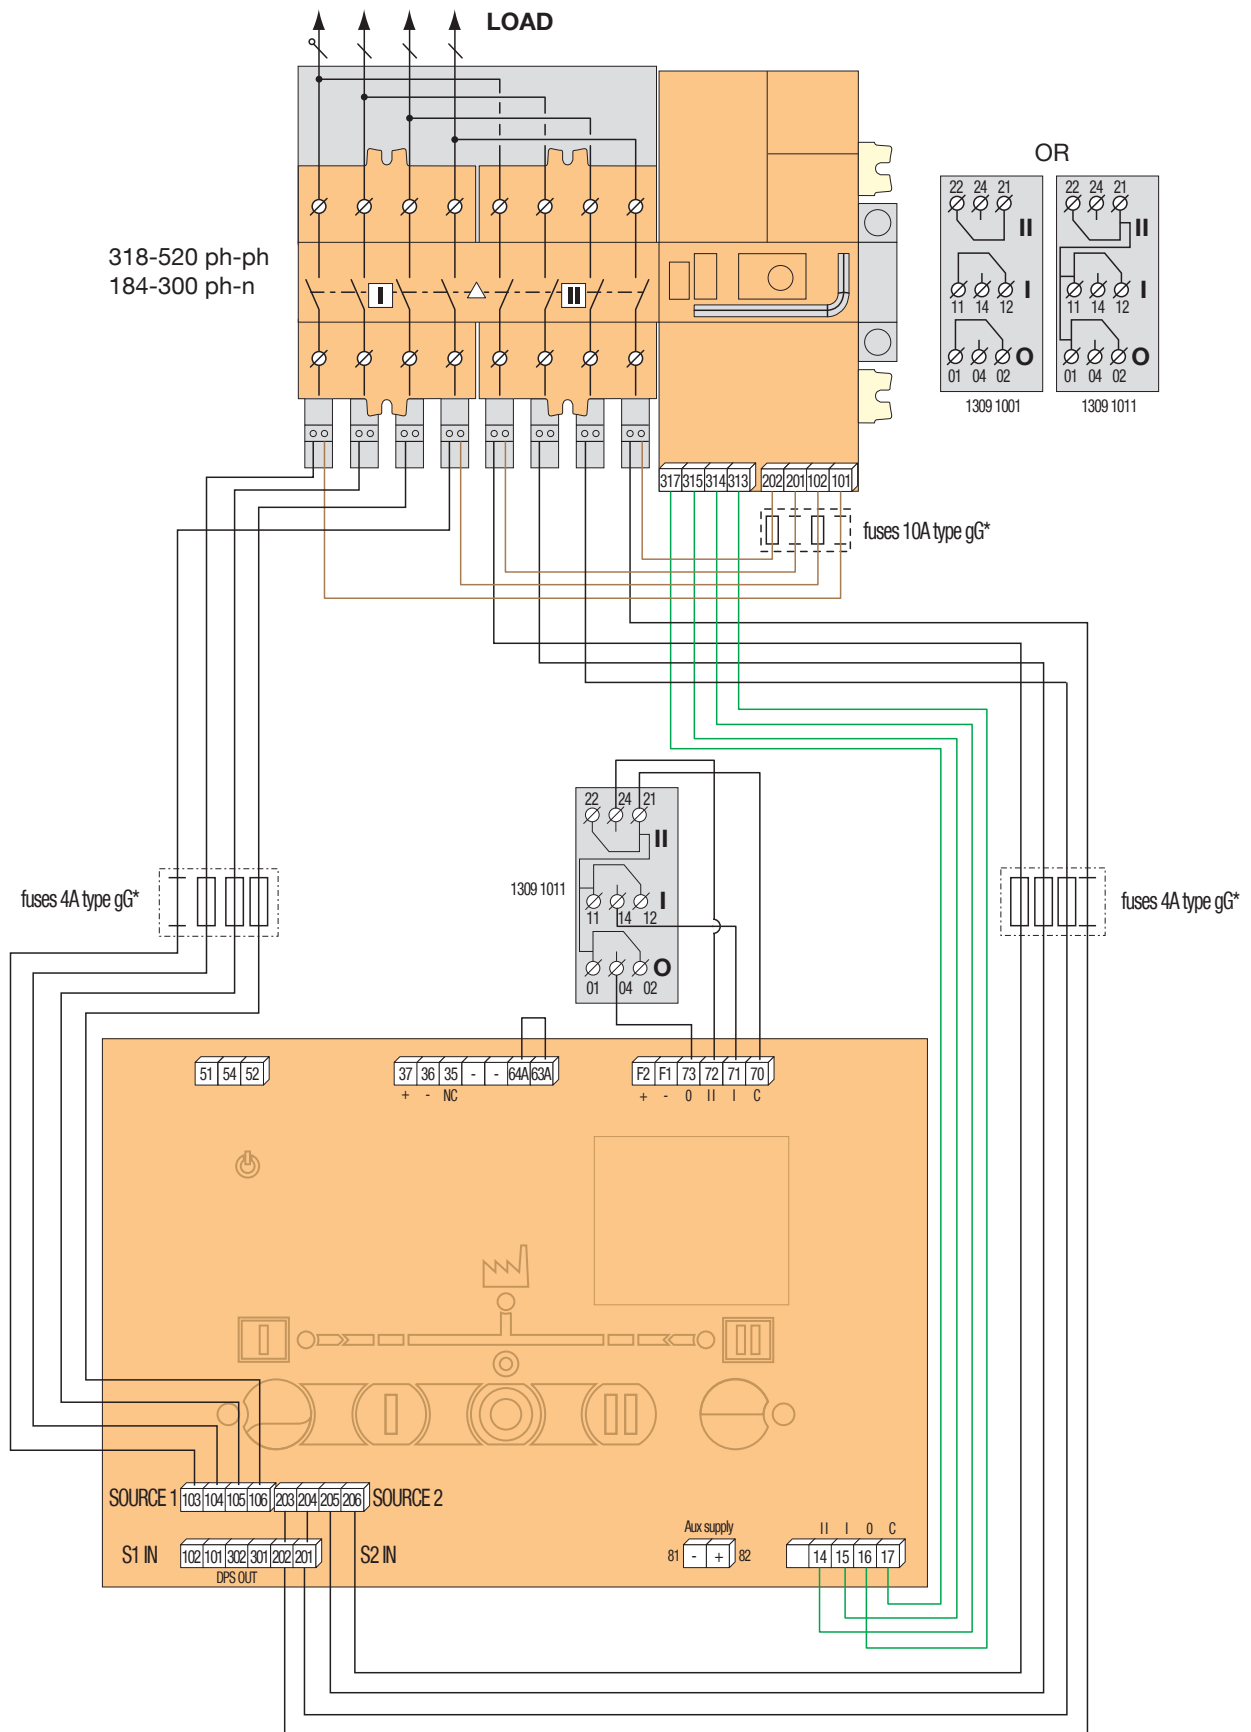 LOAD
OR
22 24 21
II
11 14 12
I
01 04 02
O
1309 1001
22 24 21
II
11 14 12
I
01 04 02
O
1309 1011
318-520 ph-ph
184-300 ph-n
I
II
317 315 314 313 202 201 102 101
fuses 10A type gG*
22 24 21
II
1309 1011
11 14 12
I
01 04 02
O
fuses 4A type gG*
fuses 4A type gG*
51 54 52
37 36 35 - - 64A 63A
+ - NC
F2 F1 73 72 71 70
+ - 0 II I C
SOURCE 1 103 104 105 106 203 204 205 206 SOURCE 2
S1 IN 102 101 302 301 202 201 S2 IN
DPS OUT
Aux supply
81 - + 82
II I 0 C
14 15 16 17